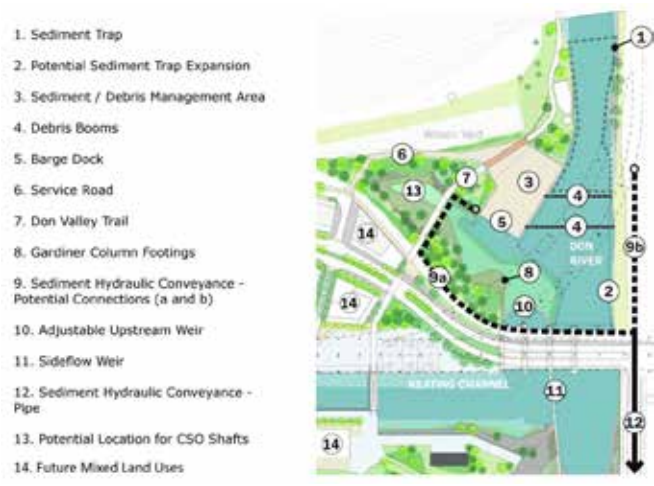 1. Sediment Trap
2. Potential Sediment Trap Expansion
3. Sediment / Debris Management Area
4. Debris Booms
5. Barge Dock
6. Service Road
7. Don Valley Trail
8. Gardiner Column Footings
9. Sediment Hydraulic Conveyance -
Potential Connections (a and b)
10. Adjustable Upstream Weir
11. Sideflow Weir
12. Sediment Hydraulic Conveyance -
Pipe
13. Potential Location for CSO Shafts
14. Future Mixed Land Uses
1
Wilson Yard
6
13
7
3
4
5
14
4
DON
RIVER
9b
9a
8
2
14
10
KEATING CHANNEL
11
12
14